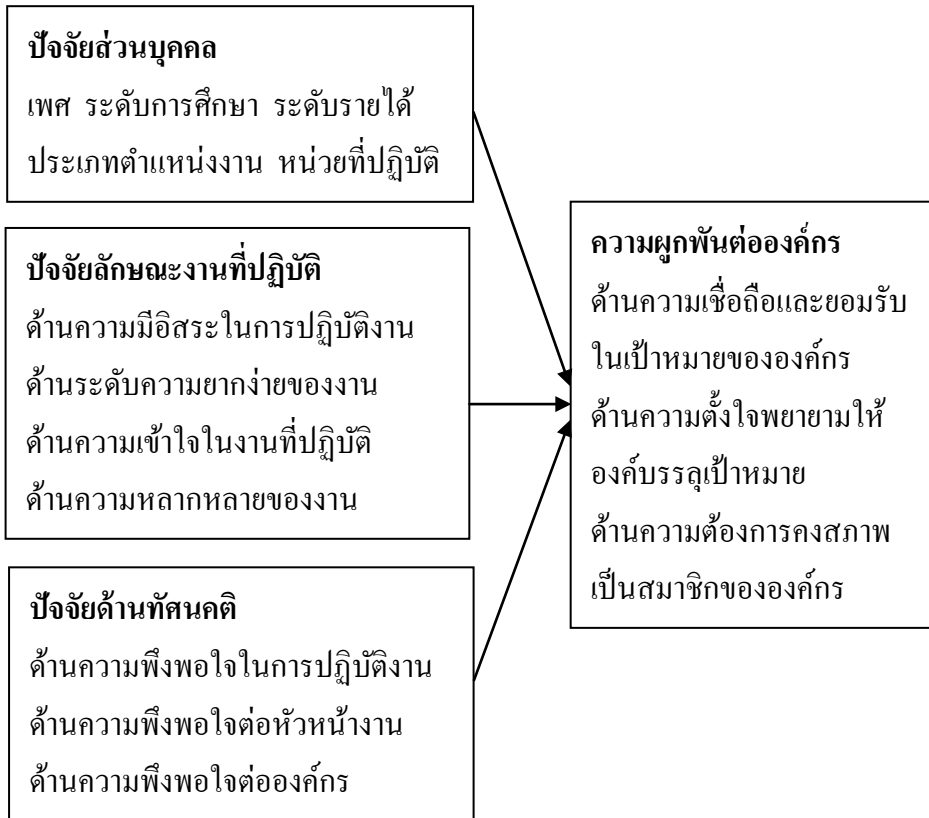 ปัจจัยส่วนบุคคล
เพศ ระดับการศึกษา ระดับรายได้
ประเภทตำแหน่งงาน หน่วยที่ปฏิบัติ
ปัจจัยลักษณะงานที่ปฏิบัติ
ด้านความมีอิสระในการปฏิบัติงาน
ด้านระดับความยากง่ายของงาน
ด้านความเข้าใจในงานที่ปฏิบัติ
ด้านความหลากหลายของงาน
ปัจจัยด้านทัศนคติ
ด้านความพึงพอใจในการปฏิบัติงาน
ด้านความพึงพอใจต่อหัวหน้างาน
ด้านความพึงพอใจต่อองค์กร
ความผูกพันต่อองค์กร
ด้านความเชื่อถือและยอมรับ
ในเป้าหมายขององค์กร
ด้านความตั้งใจพยายามให้
องค์บรรลุเป้าหมาย
ด้านความต้องการคงสภาพ
เป็นสมาชิกขององค์กร